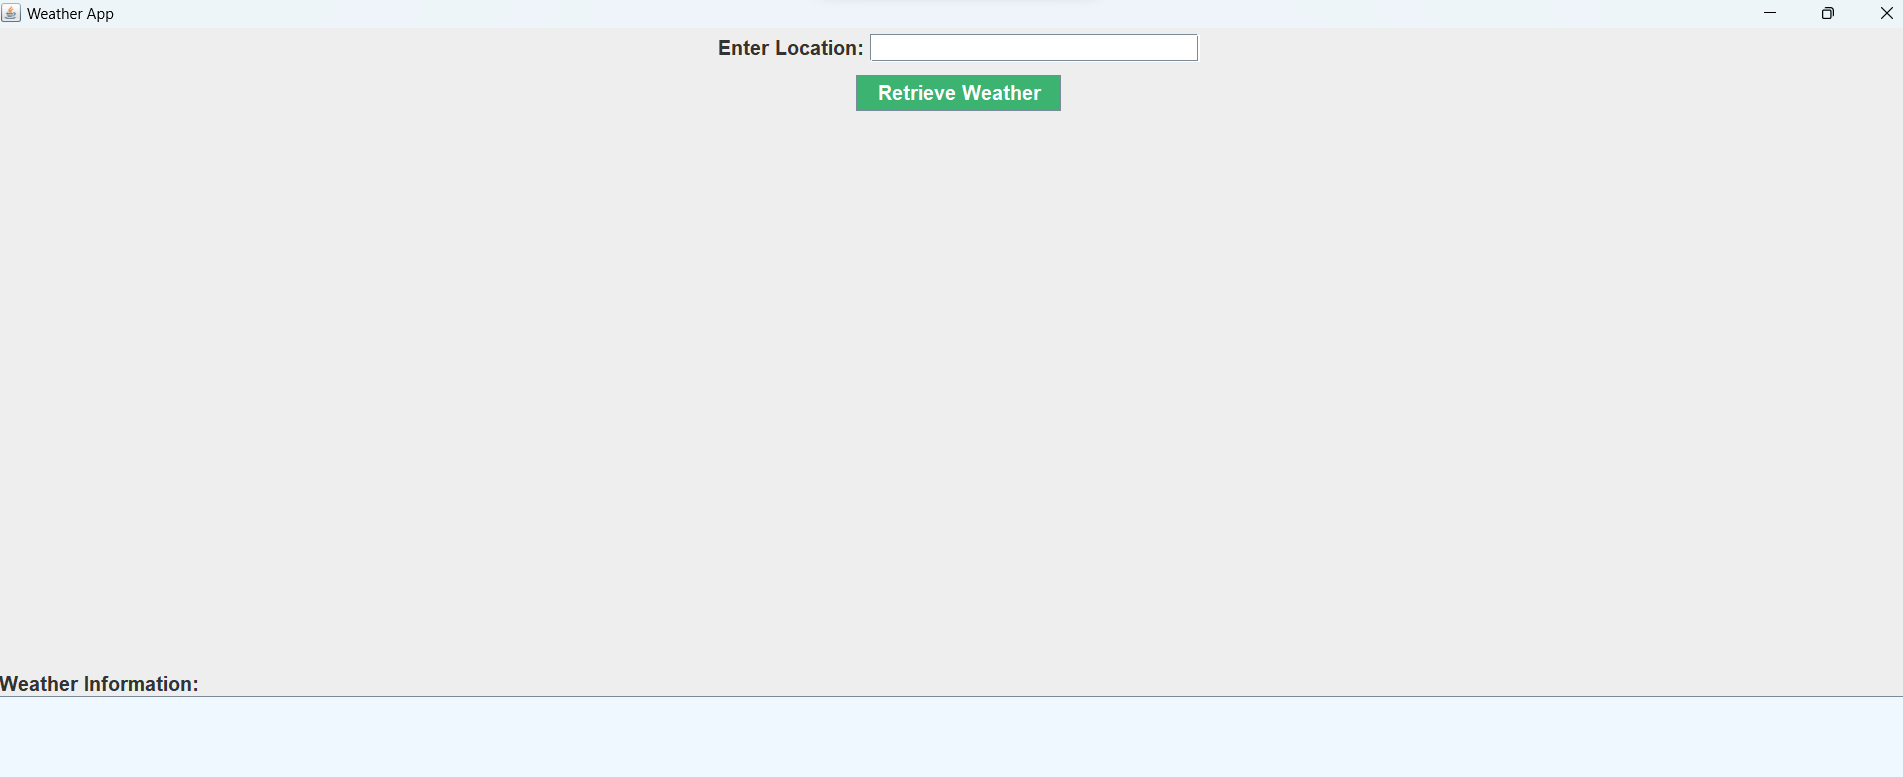 Weather App
Enter Location:
Retrieve Weather
Weather Information: